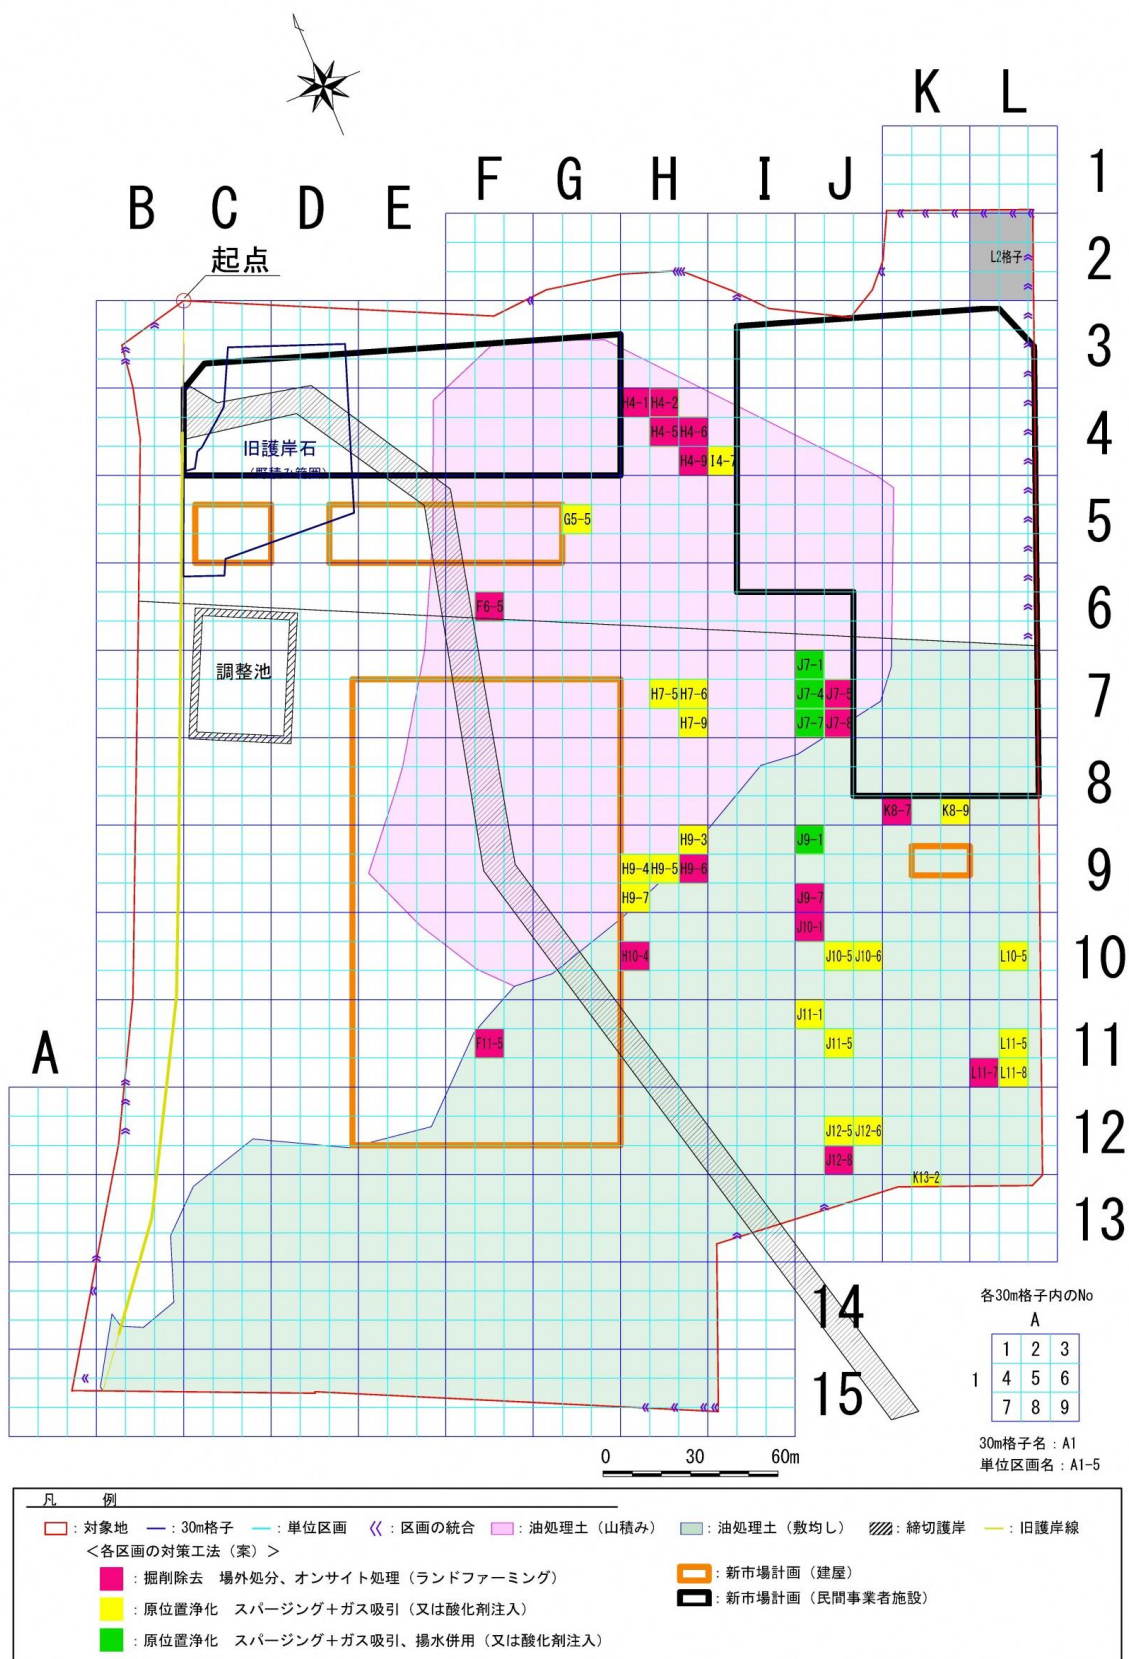 K L
1
F G H I J
B C D E
起点
2
L2格子
3
H4-1 H4-2
4
旧護岸石
H4-5 H4-6
(野積み範囲)
H4-9 I4-7
G5-5
5
F6-5
6
調整池
J7-1
H7-5 H7-6 J7-4 J7-5
7
H7-9 J7-7 J7-8
8
K8-7 K8-9
H9-3 J9-1
H9-4 H9-5 H9-6
9
H9-7 J9-7
J10-1
H10-4 J10-5 J10-6 L10-5
10
J11-1
A
F11-5 J11-5 L11-5
11
L11-7 L11-8
J12-5 J12-6
12
J12-8
K13-2
13
14
15
各30m格子内のNo
A
1 2 3
1 4 5 6
7 8 9
30m格子名：A1
単位区画名：A1-5
0 30 60m
凡 例
：対象地 ：30m格子 ：単位区画 ：区画の統合 ：油処理土（山積み） ：油処理土（敷均し） ：締切護岸 ：旧護岸線
＜各区画の対策工法（案）＞
：掘削除去 場外処分、オンサイト処理（ランドファーミング）
：原位置浄化 スパージング＋ガス吸引（又は酸化剤注入）
：原位置浄化 スパージング＋ガス吸引、揚水併用（又は酸化剤注入）
：新市場計画（建屋）
：新市場計画（民間事業者施設）